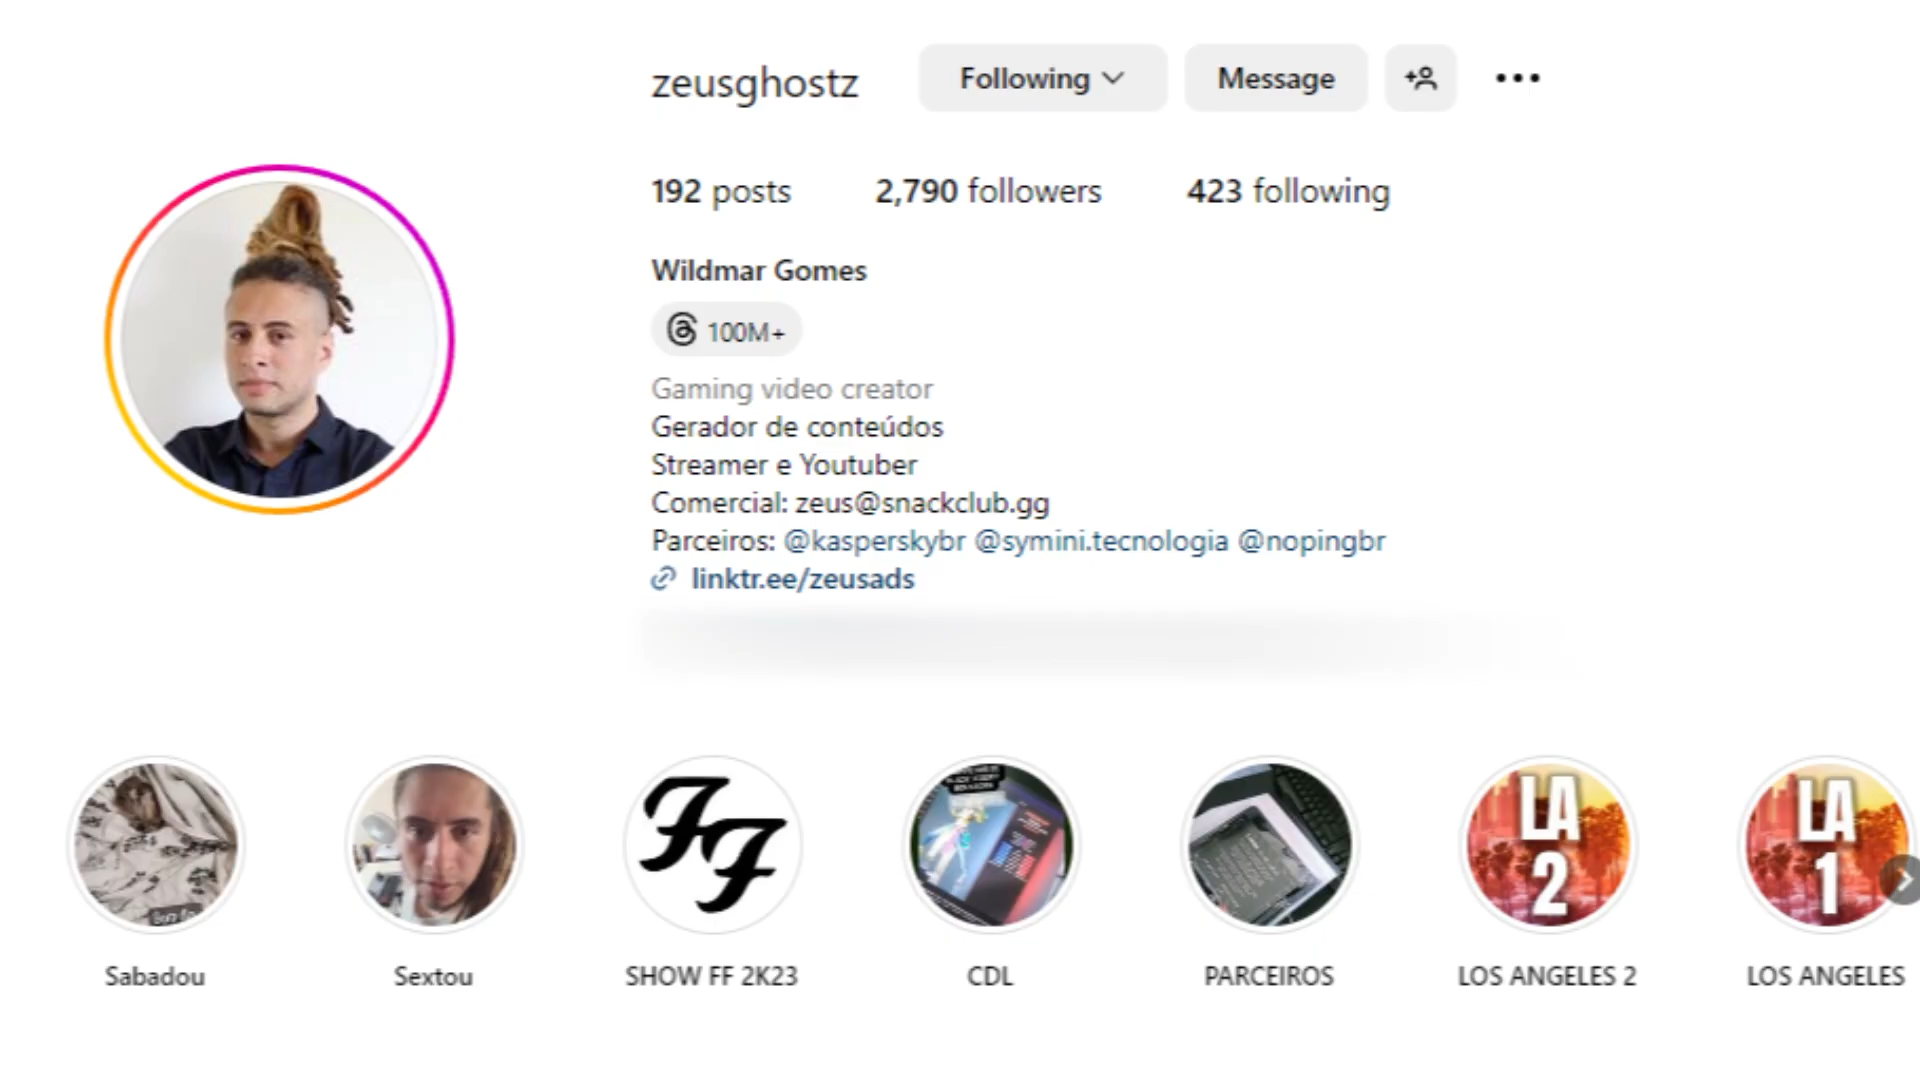 zeusghostz Following Message
192 posts 2,790 followers 423 following
Wildmar Gomes
100M+
Gaming video creator
Gerador de conteúdos
Streamer e Youtuber
Comercial: zeus@snackclub.gg
Parceiros: @kasperskybr @symini.tecnologia @nopingbr
linktr.ee/zeusads
FF
LA
2
LA
1
Sabadou Sextou SHOW FF 2K23 CDL PARCEIROS LOS ANGELES 2 LOS ANGELES